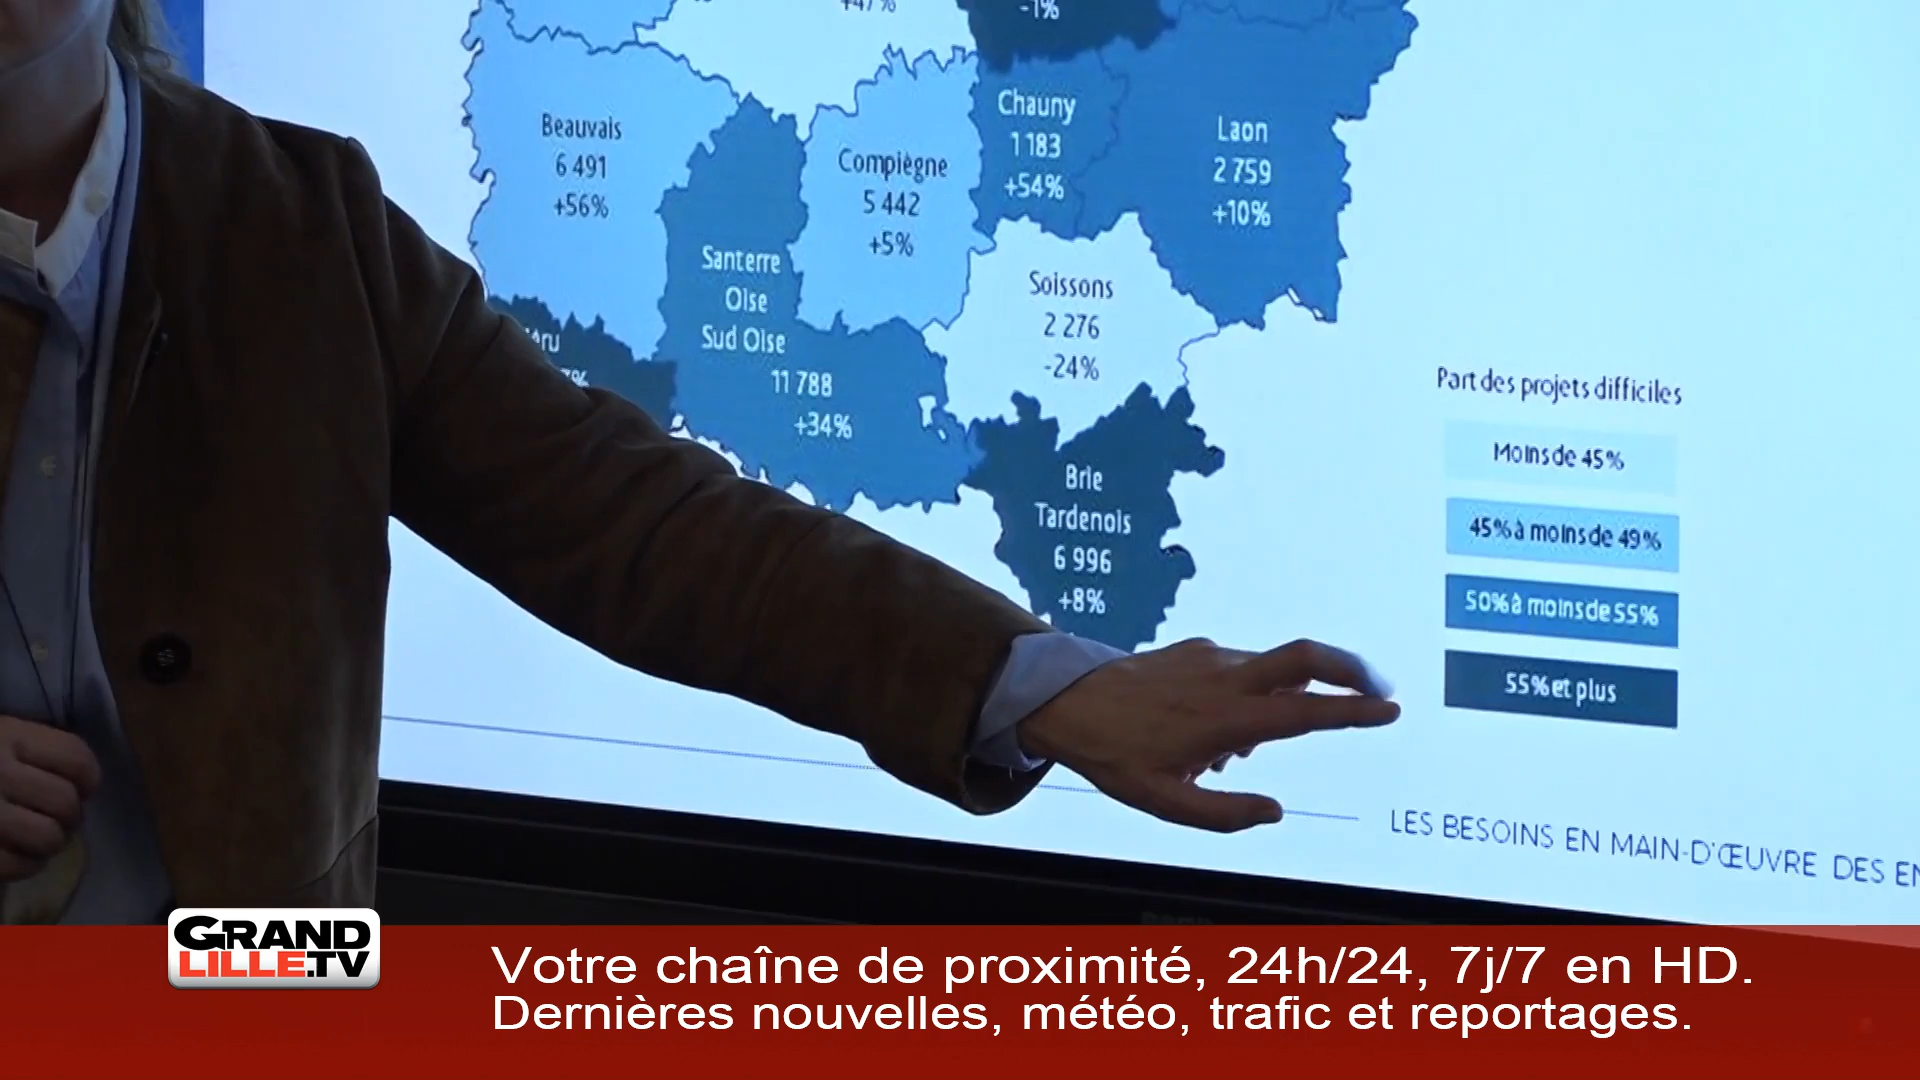 +47%
-1%
Beauvais
6 491
+56%
Compiègne
5 442
+5%
Chauny
1 183
+54%
Laon
2 759
+10%
Santerre
Oise
Sud Oise
11 788
+34%
Soissons
2 276
-24%
Brie
Tardenois
6 996
+8%
Part des projets difficiles
Moins de 45%
45% à moins de 49%
50% à moins de 55%
55% et plus
LES BESOINS EN MAIN-D'ŒUVRE DES
GRAND
LILLE.TV
Votre chaîne de proximité, 24h/24, 7j/7 en HD.
Dernières nouvelles, météo, trafic et reportages.